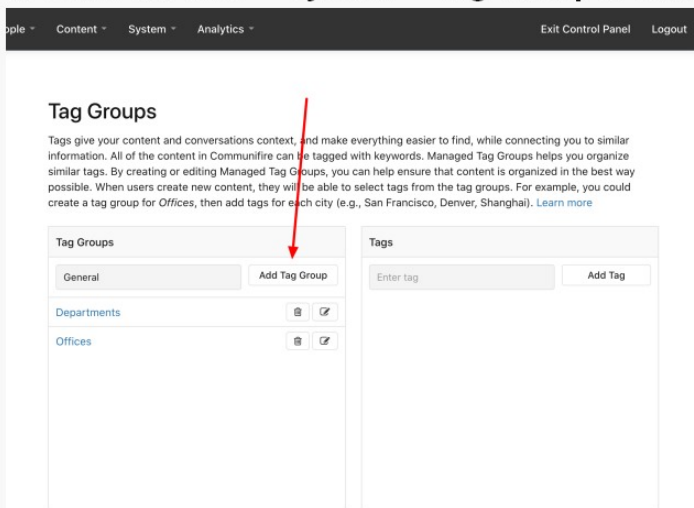 Content
System
Analytics
Exit Control Panel
Logout
Tag Groups
Tags give your content and conversations context, and make everything easier to find, while connecting you to similar
information. All of the content in Communifire can be tagged with keywords. Managed Tag Groups helps you organize
similar tags. By creating or editing Managed Tag Groups, you can help ensure that content is organized in the best way
possible. When users create new content, they will be able to select tags from the tag groups. For example, you could
create a tag group for Offices, then add tags for each city (e.g., San Francisco, Denver, Shanghai). Learn more
Tag Groups
Tags
General
Add Tag Group
Enter tag
Add Tag
Departments
Offices